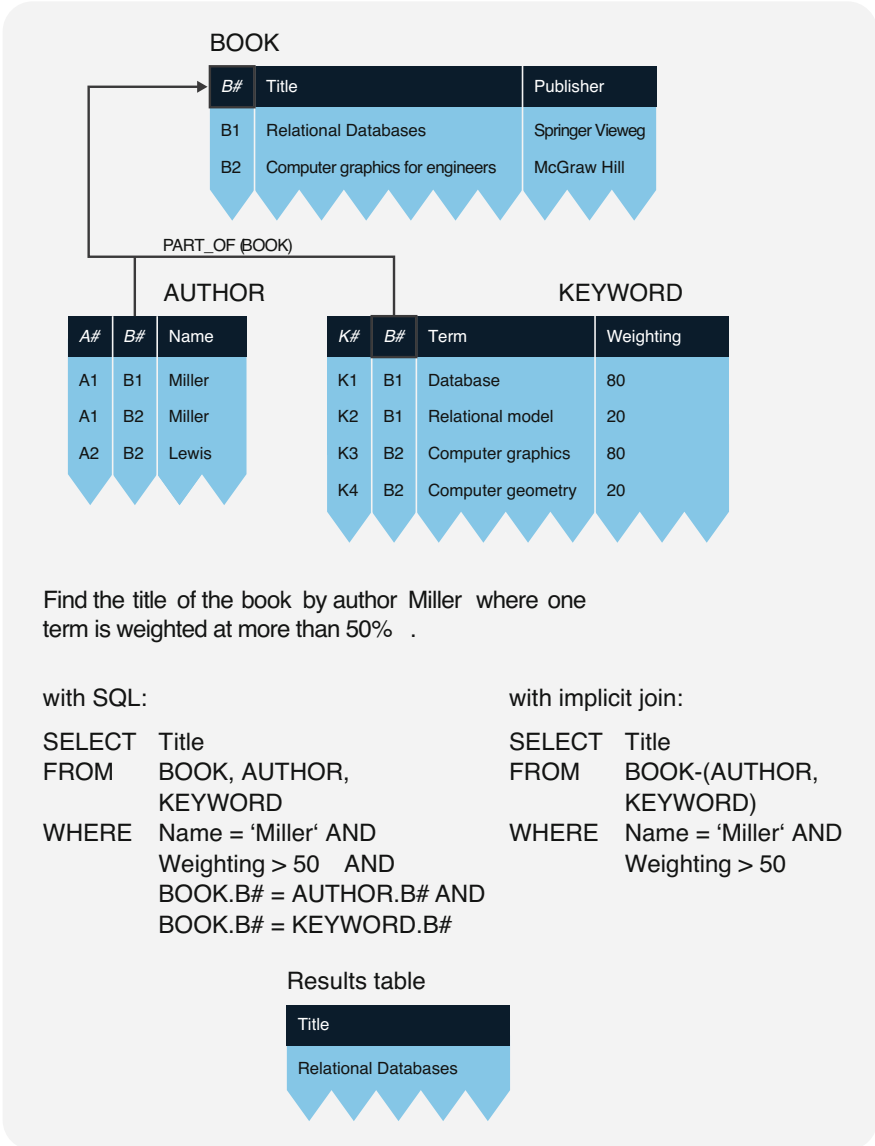 BOOK
B# Title Publisher
B1 Relational Databases Springer Vieweg
B2 Computer graphics for engineers McGraw Hill
PART_OF (BOOK)
AUTHOR
A# B# Name
A1 B1 Miller
A1 B2 Miller
A2 B2 Lewis
KEYWORD
K# B# Term Weighting
K1 B1 Database 80
K2 B1 Relational model 20
K3 B2 Computer graphics 80
K4 B2 Computer geometry 20
Find the title of the book by author Miller where one
term is weighted at more than 50% .
with SQL:
SELECT Title
FROM BOOK, AUTHOR,
KEYWORD
WHERE Name = ‘Miller‘ AND
Weighting > 50 AND
BOOK.B# = AUTHOR.B# AND
BOOK.B# = KEYWORD.B#
with implicit join:
SELECT Title
FROM BOOK-(AUTHOR,
KEYWORD)
WHERE Name = ‘Miller‘ AND
Weighting > 50
Results table
Title
Relational Databases